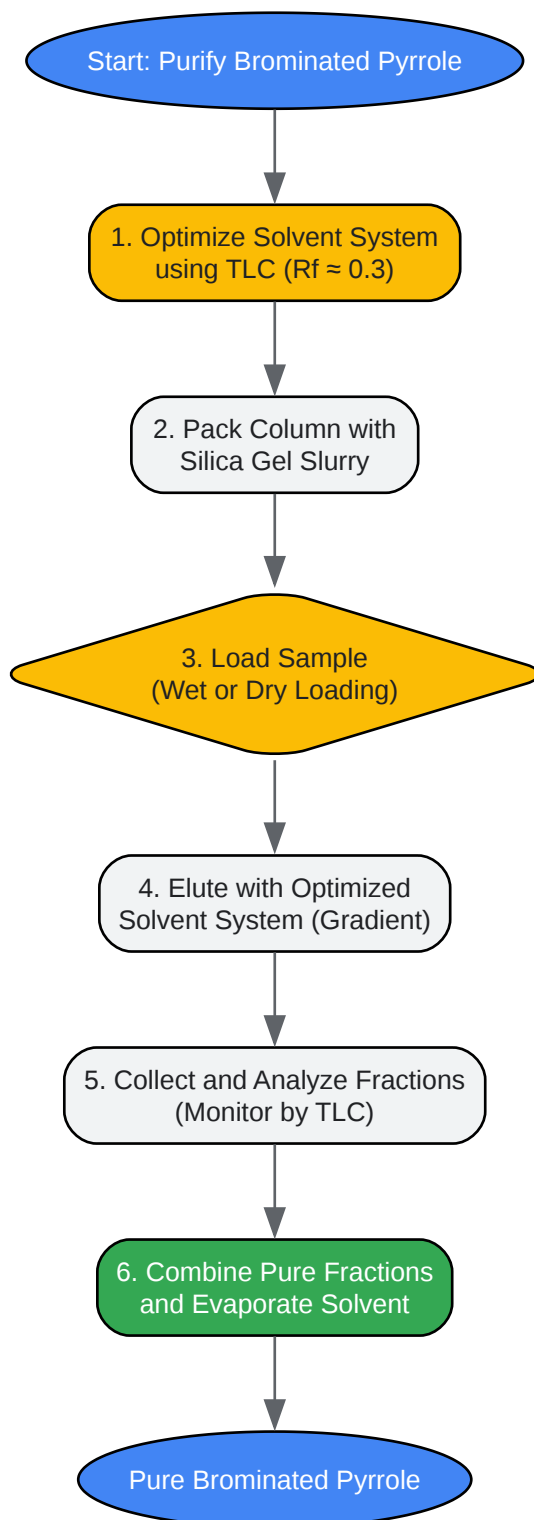 Start: Purify Brominated Pyrrole
1. Optimize Solvent System
using TLC (Rf ≈ 0.3)
2. Pack Column with
Silica Gel Slurry
3. Load Sample
(Wet or Dry Loading)
4. Elute with Optimized
Solvent System (Gradient)
5. Collect and Analyze Fractions
(Monitor by TLC)
6. Combine Pure Fractions
and Evaporate Solvent
Pure Brominated Pyrrole